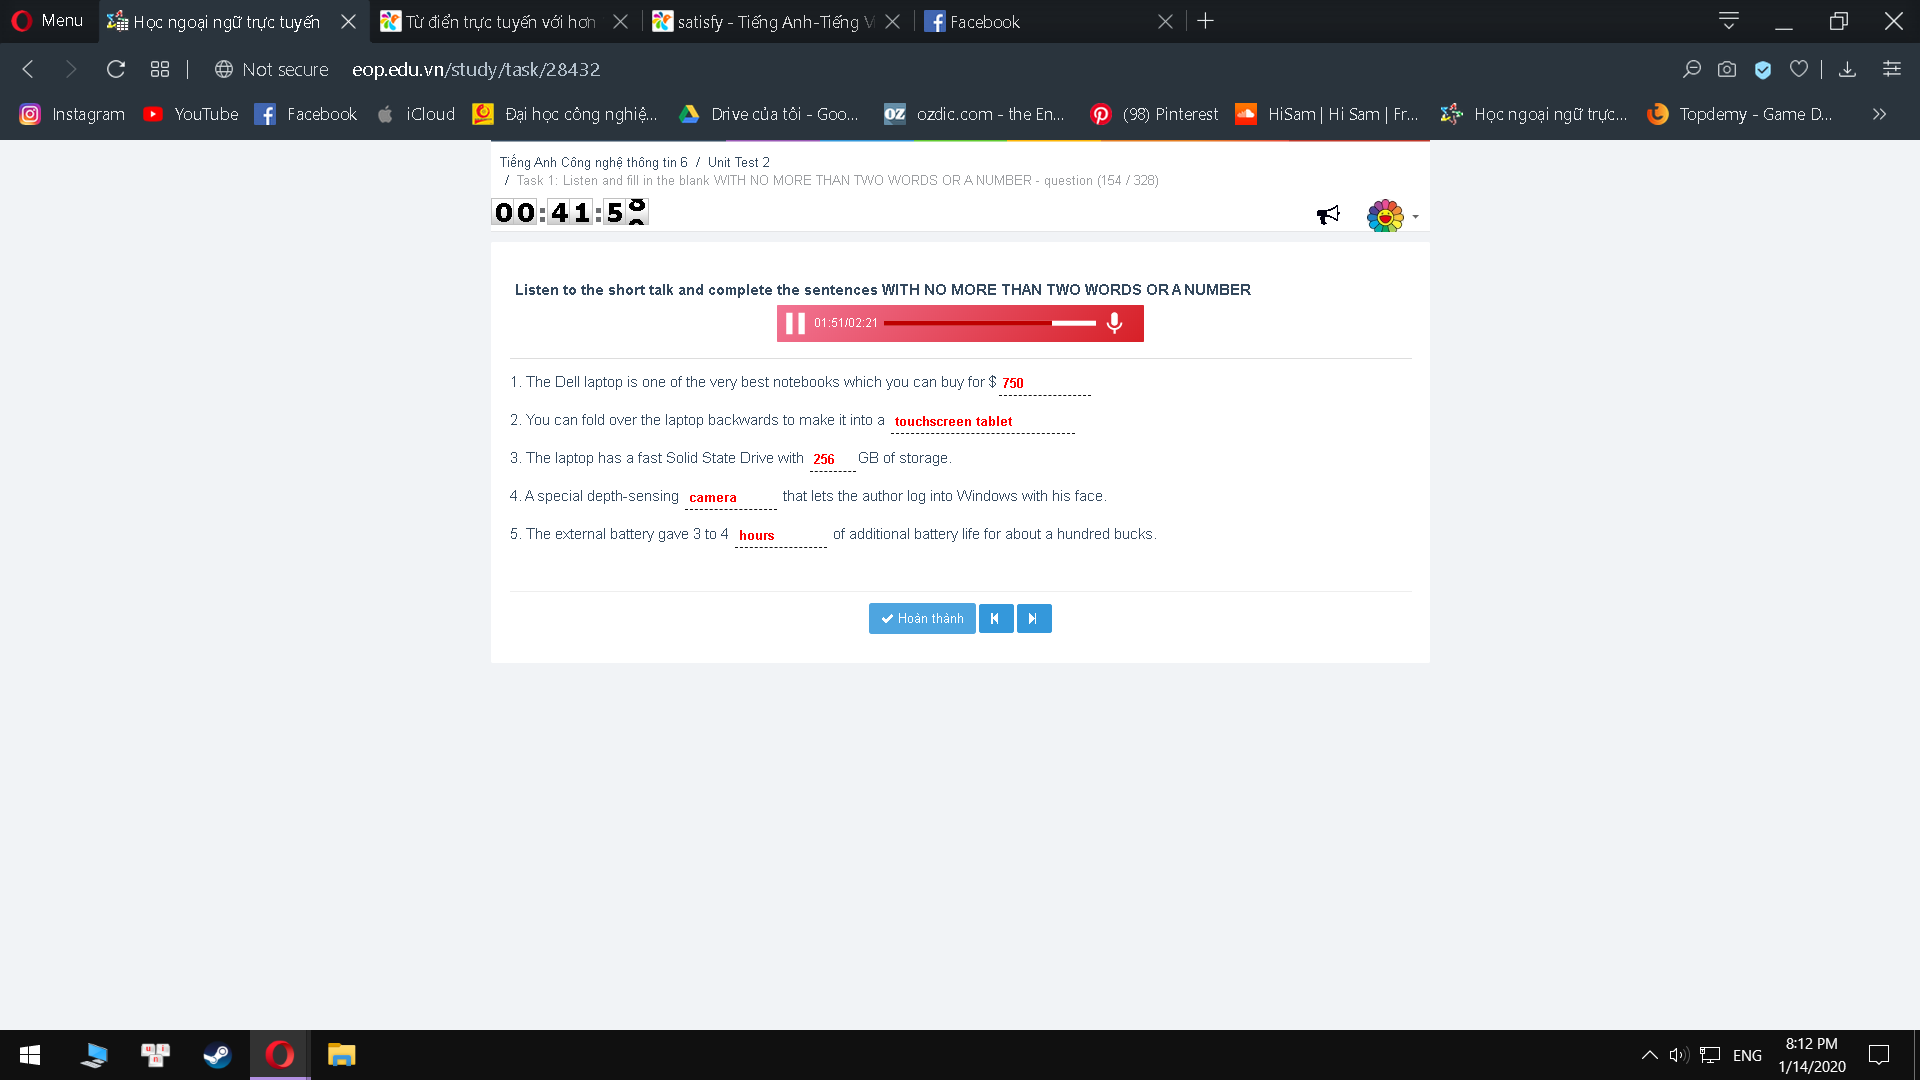 Menu
Học ngoại ngữ trực tuyến
Từ điển trực tuyến với hơn
satisfy - Tiếng Anh-Tiếng V
Facebook
Not secure eop.edu.vn/study/task/28432
Instagram YouTube Facebook iCloud Đại học công nghiệ... Drive của tôi - Goo... OZ ozdic.com - the En... (98) Pinterest HiSam | Hi Sam | Fr... Học ngoại ngữ trực... Topdemy - Game D...
Tiếng Anh Công nghệ thông tin 6 / Unit Test 2
/ Task 1: Listen and fill in the blank WITH NO MORE THAN TWO WORDS OR A NUMBER - question (154 / 328)
00:41:5
Listen to the short talk and complete the sentences WITH NO MORE THAN TWO WORDS OR A NUMBER
01:51/02:21
1. The Dell laptop is one of the very best notebooks which you can buy for $ 750
2. You can fold over the laptop backwards to make it into a touchscreen tablet
3. The laptop has a fast Solid State Drive with 256 GB of storage.
4. A special depth-sensing camera that lets the author log into Windows with his face.
5. The external battery gave 3 to 4 hours of additional battery life for about a hundred bucks.
Hoàn thành
ENG
8:12 PM
1/14/2020